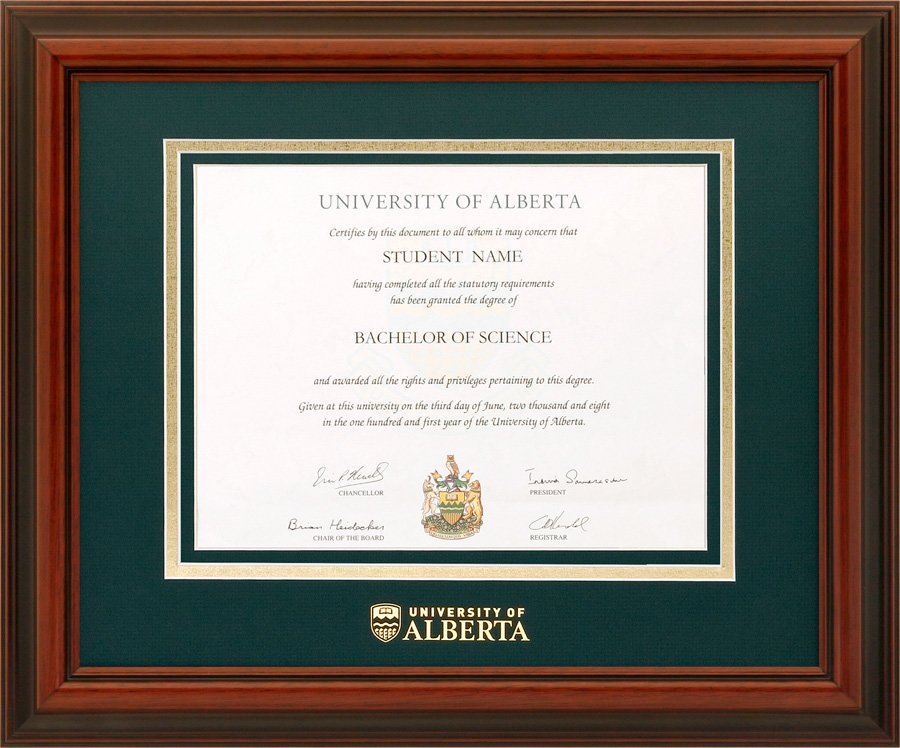 UNIVERSITY OF ALBERTA
Certifies by this document to all whom it may concern that
STUDENT NAME
having completed all the statutory requirements
has been granted the degree of
BACHELOR OF SCIENCE
and awarded all the rights and privileges pertaining to this degree.
Given at this university on the third day of June, two thousand and eight
in the one hundred and first year of the University of Alberta.
CHANCELLOR
PRESIDENT
Brian Heidecker
CHAIR OF THE BOARD
REGISTRAR
UNIVERSITY OF
ALBERTA